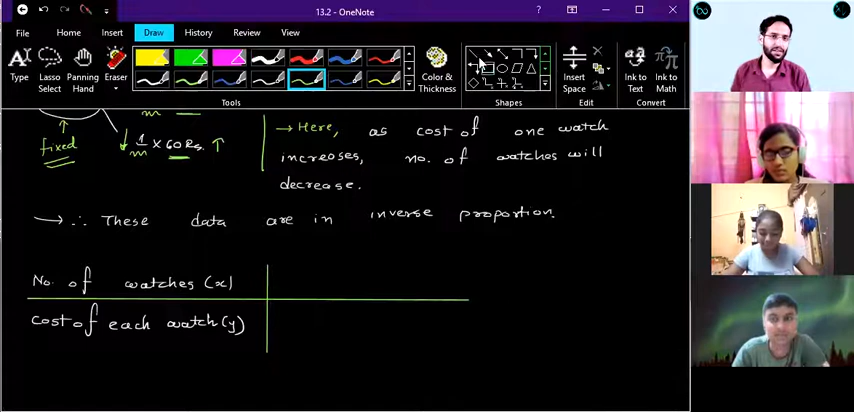 13.2 - OneNote
File Home Insert Draw History Review View
Type Lasso Select Panning Hand Eraser Color & Thickness Insert Space Ink to Text Ink to Math
Tools Shapes Edit Convert
fixed
↓ 1/m × 60 Rs. ↑
→ Here, as cost of one watch
increases, no. of watches will
decrease.
→ ∴ These data are in inverse proportion.
No. of watches (x)
Cost of each watch (y)